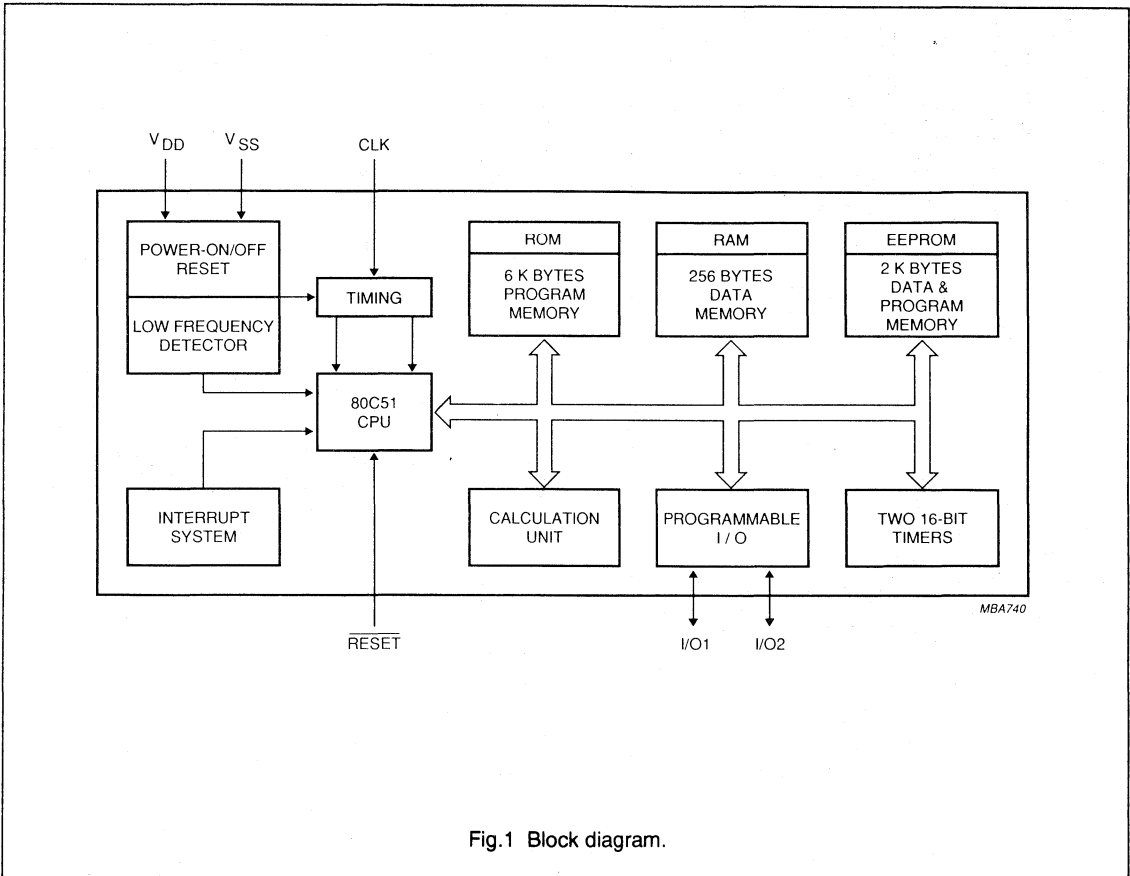 V DD
V SS
CLK
POWER-ON/OFF
RESET
LOW FREQUENCY
DETECTOR
TIMING
80C51
CPU
INTERRUPT
SYSTEM
ROM
6 K BYTES
PROGRAM
MEMORY
RAM
256 BYTES
DATA
MEMORY
EEPROM
2 K BYTES
DATA &
PROGRAM
MEMORY
CALCULATION
UNIT
PROGRAMMABLE
I / O
TWO 16-BIT
TIMERS
MBA740
RESET
I/O1
I/O2
Fig.1 Block diagram.